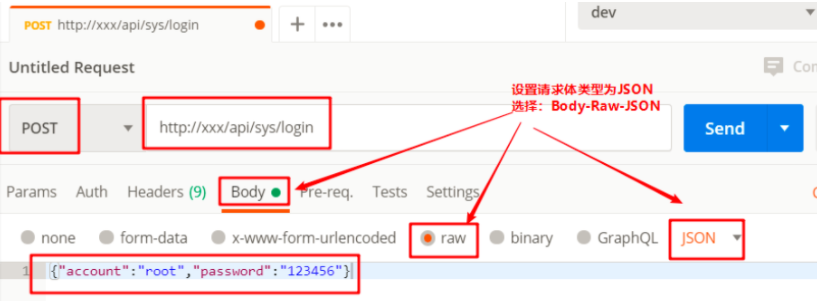 POST http://xxx/api/sys/login
dev
Untitled Request
Com
设置请求体类型为JSON
选择：Body-Raw-JSON
POST
http://xxx/api/sys/login
Send
Params Auth Headers (9) Body Pre-req. Tests Settings
none form-data x-www-form-urlencoded raw binary GraphQL JSON
1 {"account":"root","password":"123456"}